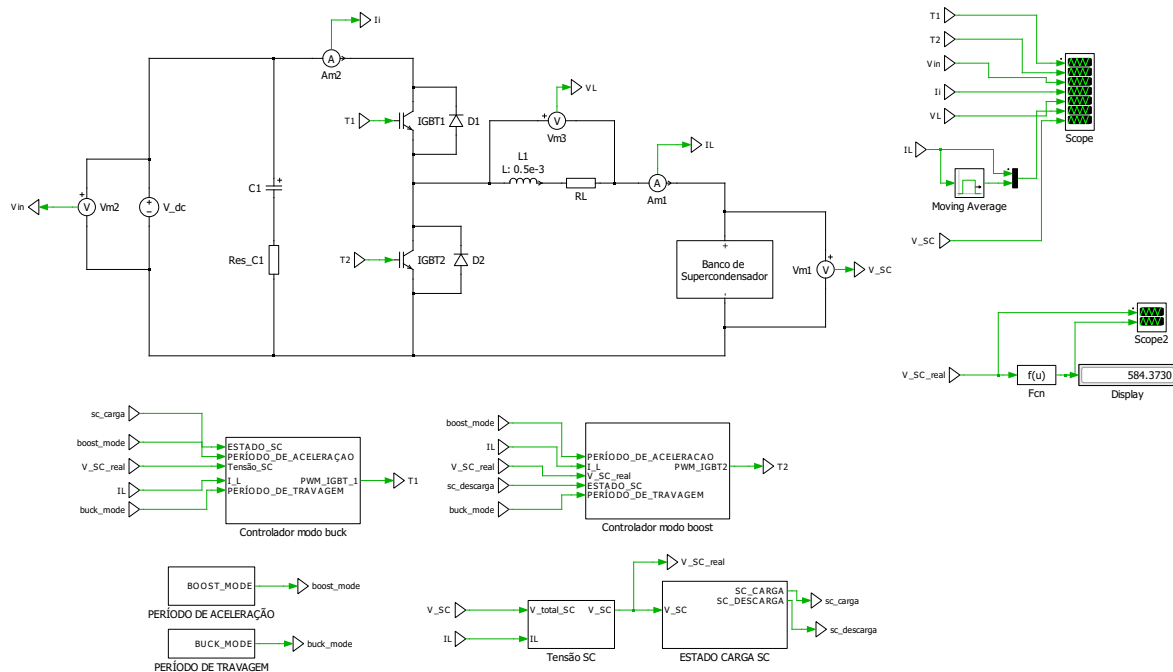 Ii
A
Am2
T1
IGBT1
D1
VL
V
Vm3
L1
L: 0.5e-3
RL
IL
A
Am1
C1
Vin
V
Vm2
V_dc
Res_C1
T2
IGBT2
D2
Banco de
Supercondensador
Vm1
V
V_SC
T1
T2
Vin
Ii
VL
IL
Moving Average
V_SC
Scope
Scope2
V_SC_real
f(u)
Fcn
584.3730
Display
sc_carga
boost_mode
V_SC_real
IL
buck_mode
ESTADO_SC
PERÍODO_DE_ACELERAÇAO
Tensão_SC
I_L
PERÍODO_DE_TRAVAGEM
PWM_IGBT_1
T1
Controlador modo buck
boost_mode
IL
V_SC_real
sc_descarga
buck_mode
PERÍODO_DE_ACELERACAO
I_L
V_SC_real
ESTADO_SC
PERÍODO_DE_TRAVAGEM
PWM_IGBT2
T2
Controlador modo boost
BOOST_MODE
boost_mode
PERÍODO DE ACELERAÇÃO
BUCK_MODE
buck_mode
PERÍODO DE TRAVAGEM
V_SC
IL
V_total_SC
IL
V_SC
Tensão SC
V_SC_real
V_SC
SC_CARGA
SC_DESCARGA
ESTADO CARGA SC
sc_carga
sc_descarga